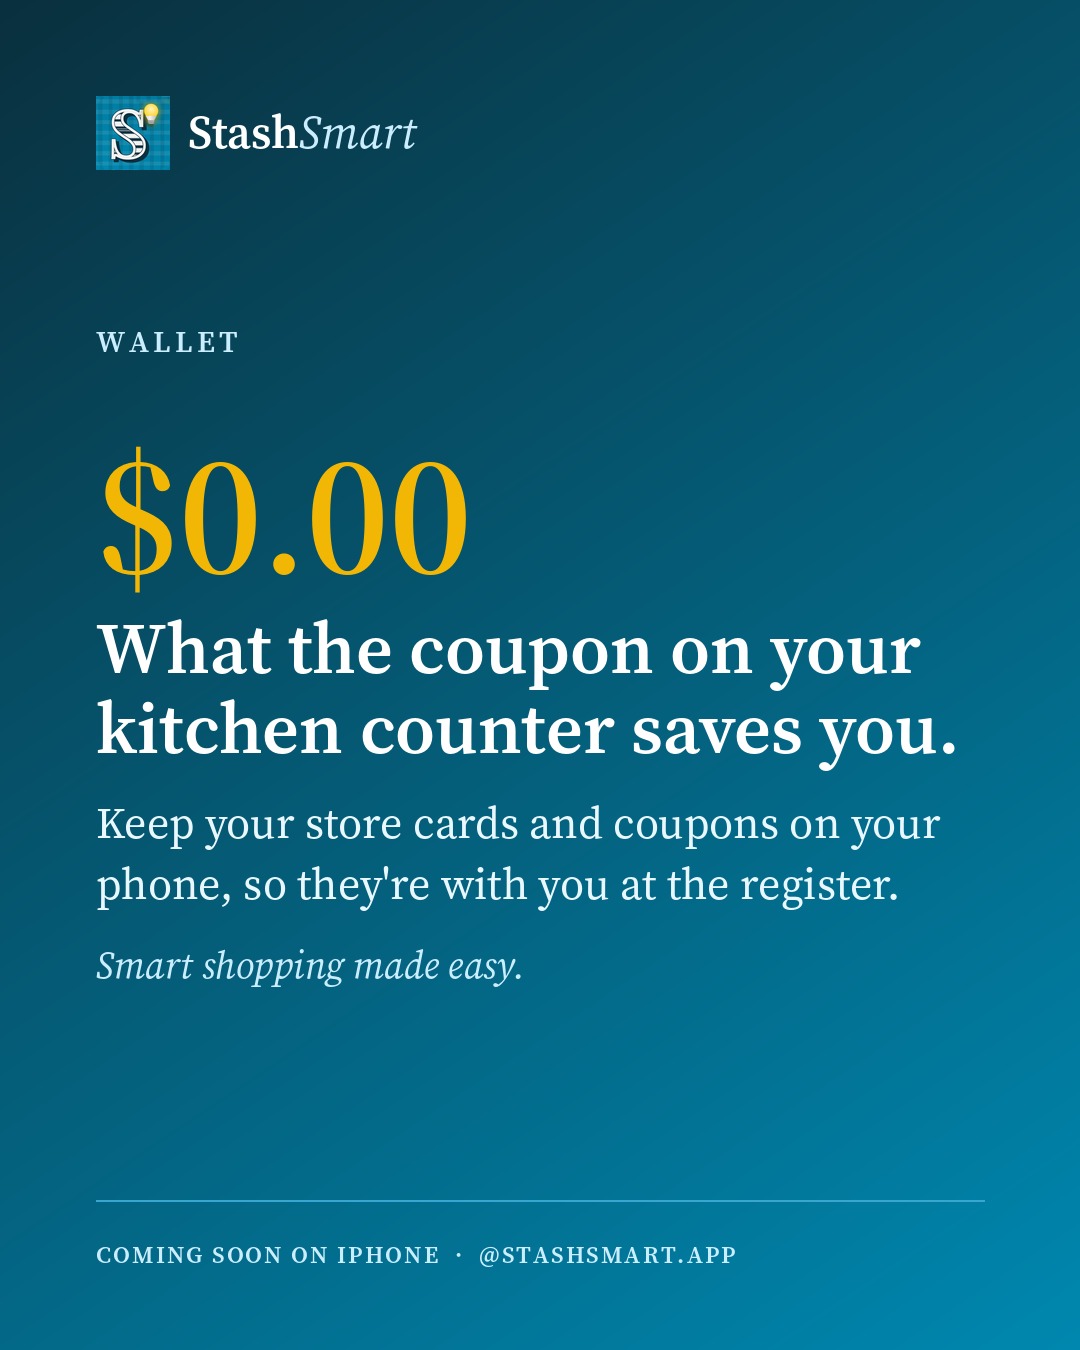 S
StashSmart
WALLET
$0.00
What the coupon on your
kitchen counter saves you.
Keep your store cards and coupons on your
phone, so they're with you at the register.
Smart shopping made easy.
COMING SOON ON IPHONE · @STASHSMART.APP